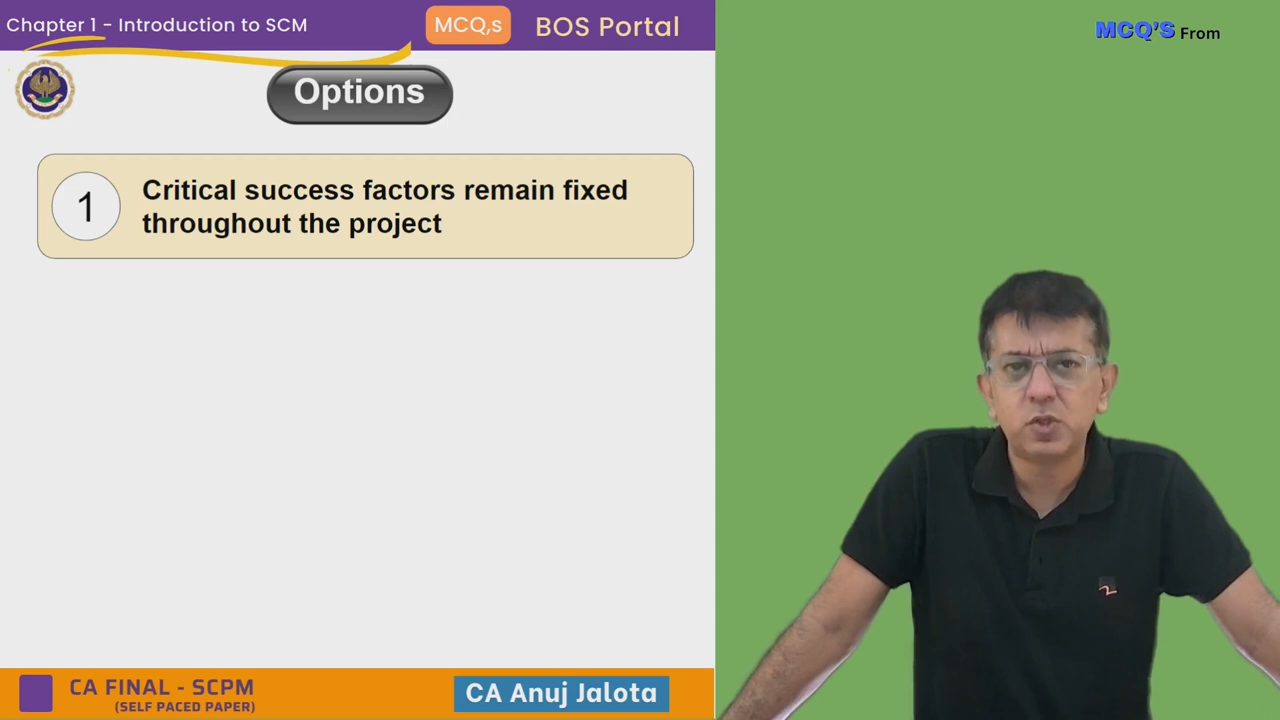 Chapter 1 - Introduction to SCM
MCQ,s
BOS Portal
MCQ'S From
Options
1
Critical success factors remain fixed
throughout the project
CA FINAL - SCPM
(SELF PACED PAPER)
CA Anuj Jalota